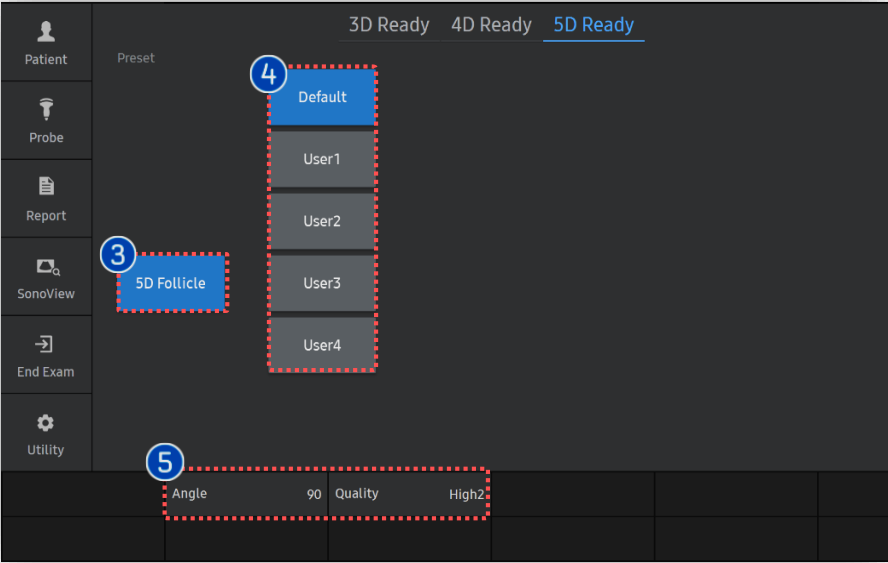 3D Ready 4D Ready 5D Ready
Patient
Preset
4
Default
Probe
User1
Report
User2
3
5D Follicle
User3
SonoView
User4
End Exam
Utility
5
Angle 90 Quality High2